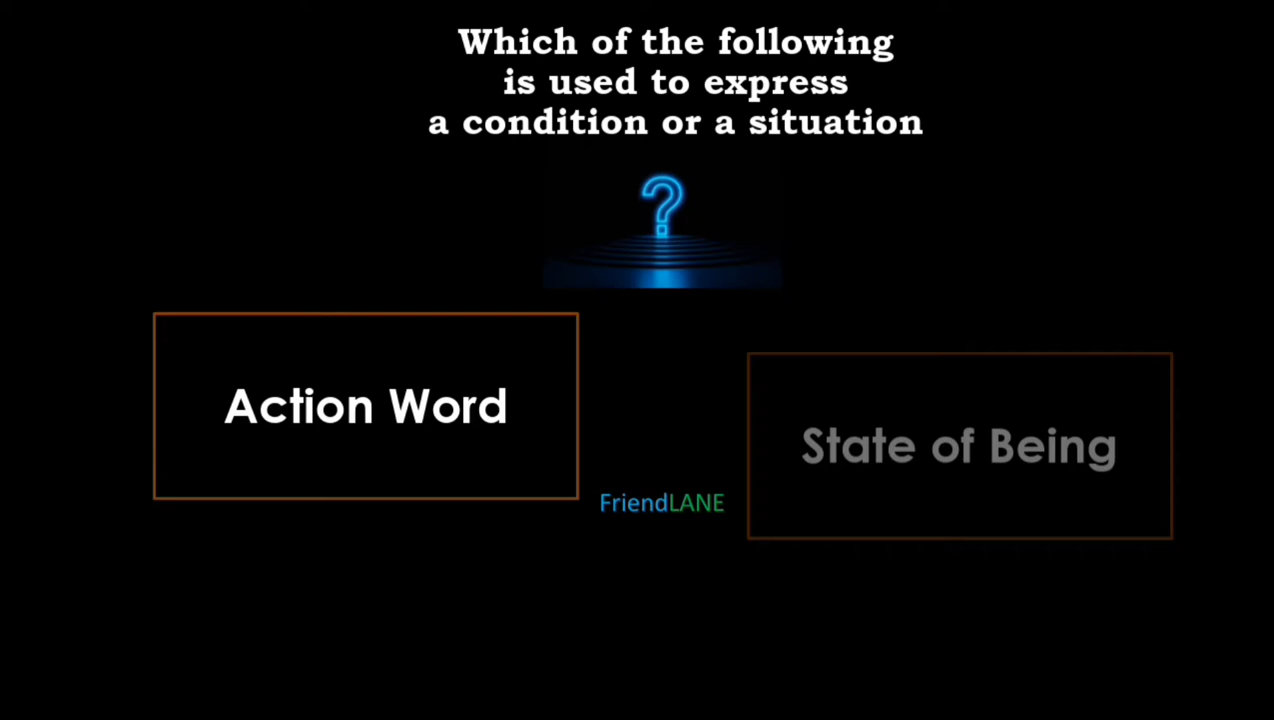 Which of the following
is used to express
a condition or a situation
?
Action Word
State of Being
FriendLANE